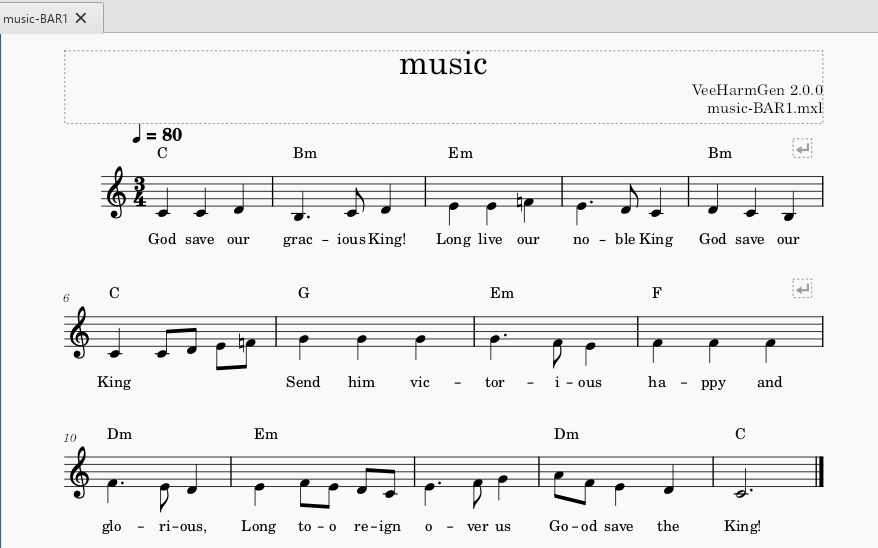 music-BAR1
music
VeeHarmGen 2.0.0
music-BAR1.mxl
= 80
C Bm Em Bm
3
4
God save our grac – ious King! Long live our no – ble King God save our
6
C G Em F
King Send him vic – tor – i – ous ha – ppy and
10
Dm Em Dm C
glo – ri – ous, Long to – o re – ign o – ver us Go – od save the King!